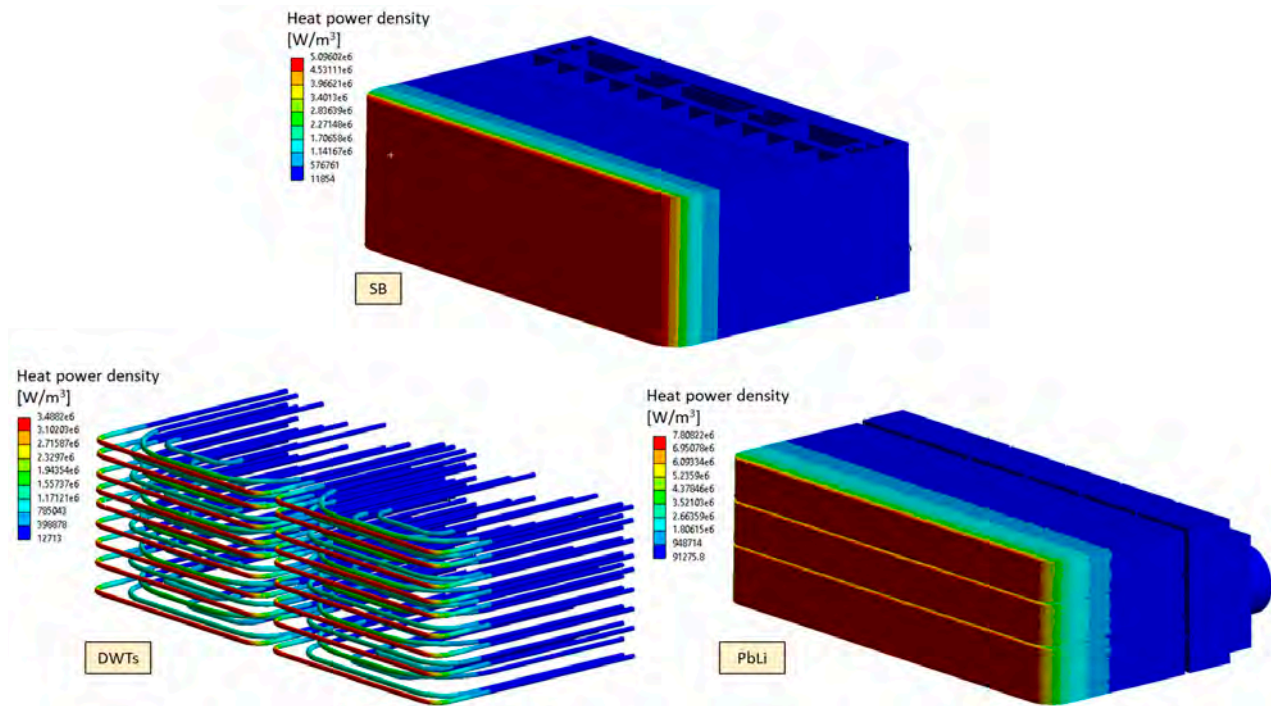 Heat power density
[W/m³]
5.09602e6
4.53111e6
3.96621e6
3.4013e6
2.83639e6
2.27148e6
1.70658e6
1.14167e6
576761
11854
SB
Heat power density
[W/m³]
3.4882e6
3.10203e6
2.71587e6
2.3297e6
1.94354e6
1.55737e6
1.17121e6
785043
398878
12713
DWTs
Heat power density
[W/m³]
7.80822e6
6.95078e6
6.09334e6
5.2359e6
4.37846e6
3.52103e6
2.66359e6
1.80615e6
948714
91275.8
PbLi